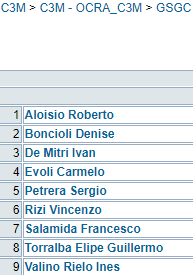 C3M > C3M - OCRA_C3M > GSGC
1 Aloisio Roberto
2 Boncioli Denise
3 De Mitri Ivan
4 Evoli Carmelo
5 Petrera Sergio
6 Rizi Vincenzo
7 Salamida Francesco
8 Torralba Elipe Guillermo
9 Valino Rielo Ines